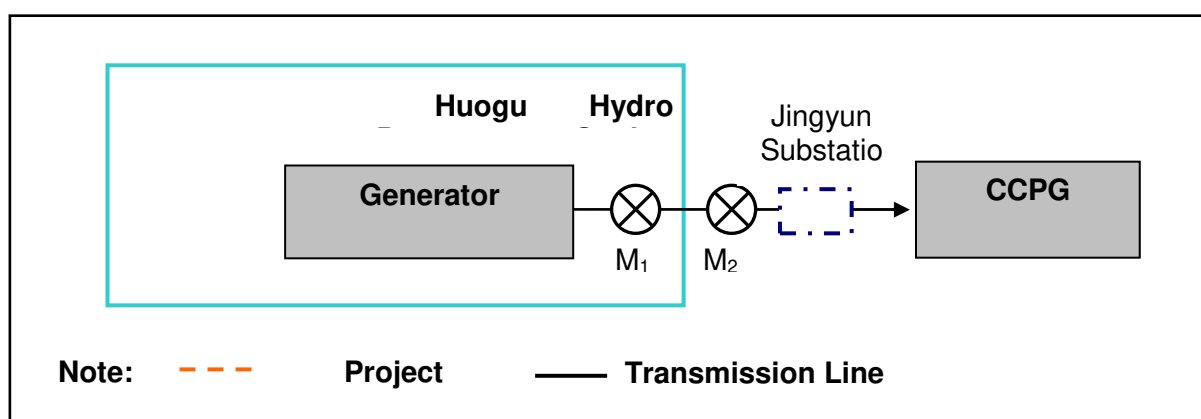 Huogu Hydro
Jingyun
Substatio
Generator
CCPG
M₁ M₂
Note: Project Transmission Line